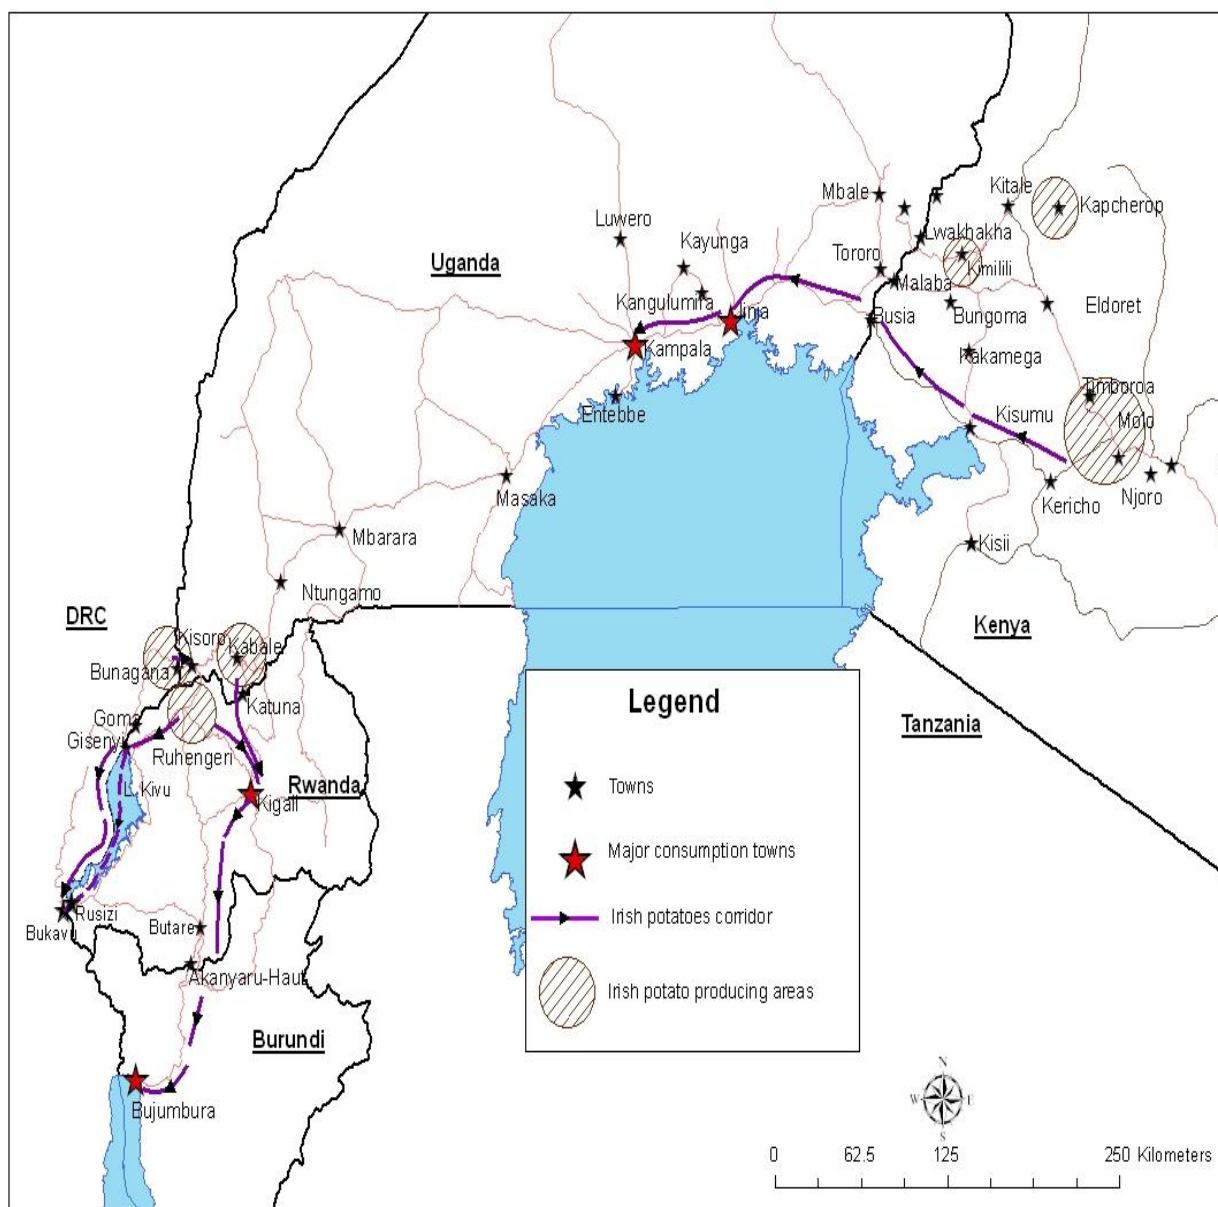 Mbale
Kitale
Kapcherop
Luwero
Kayunga
Lwakhakha
Uganda
Tororo
Kimilili
Malaba
Kangulumira
Jinja
Busia
Bungoma
Eldoret
Kampala
Kakamega
Entebbe
Timboroa
Kisumu
Molo
Masaka
Kericho
Njoro
Mbarara
Kisii
Ntungamo
DRC
Kenya
Kisoro
Kabale
Bunagana
Katuna
Goma
Gisenyi
Ruhengeri
Tanzania
L. Kivu
Rwanda
Kigali
Rusizi
Bukavu
Butare
Akanyaru-Haut
Burundi
Bujumbura
Legend
Towns
Major consumption towns
Irish potatoes corridor
Irish potato producing areas
N
W E
S
0 62.5 125 250 Kilometers